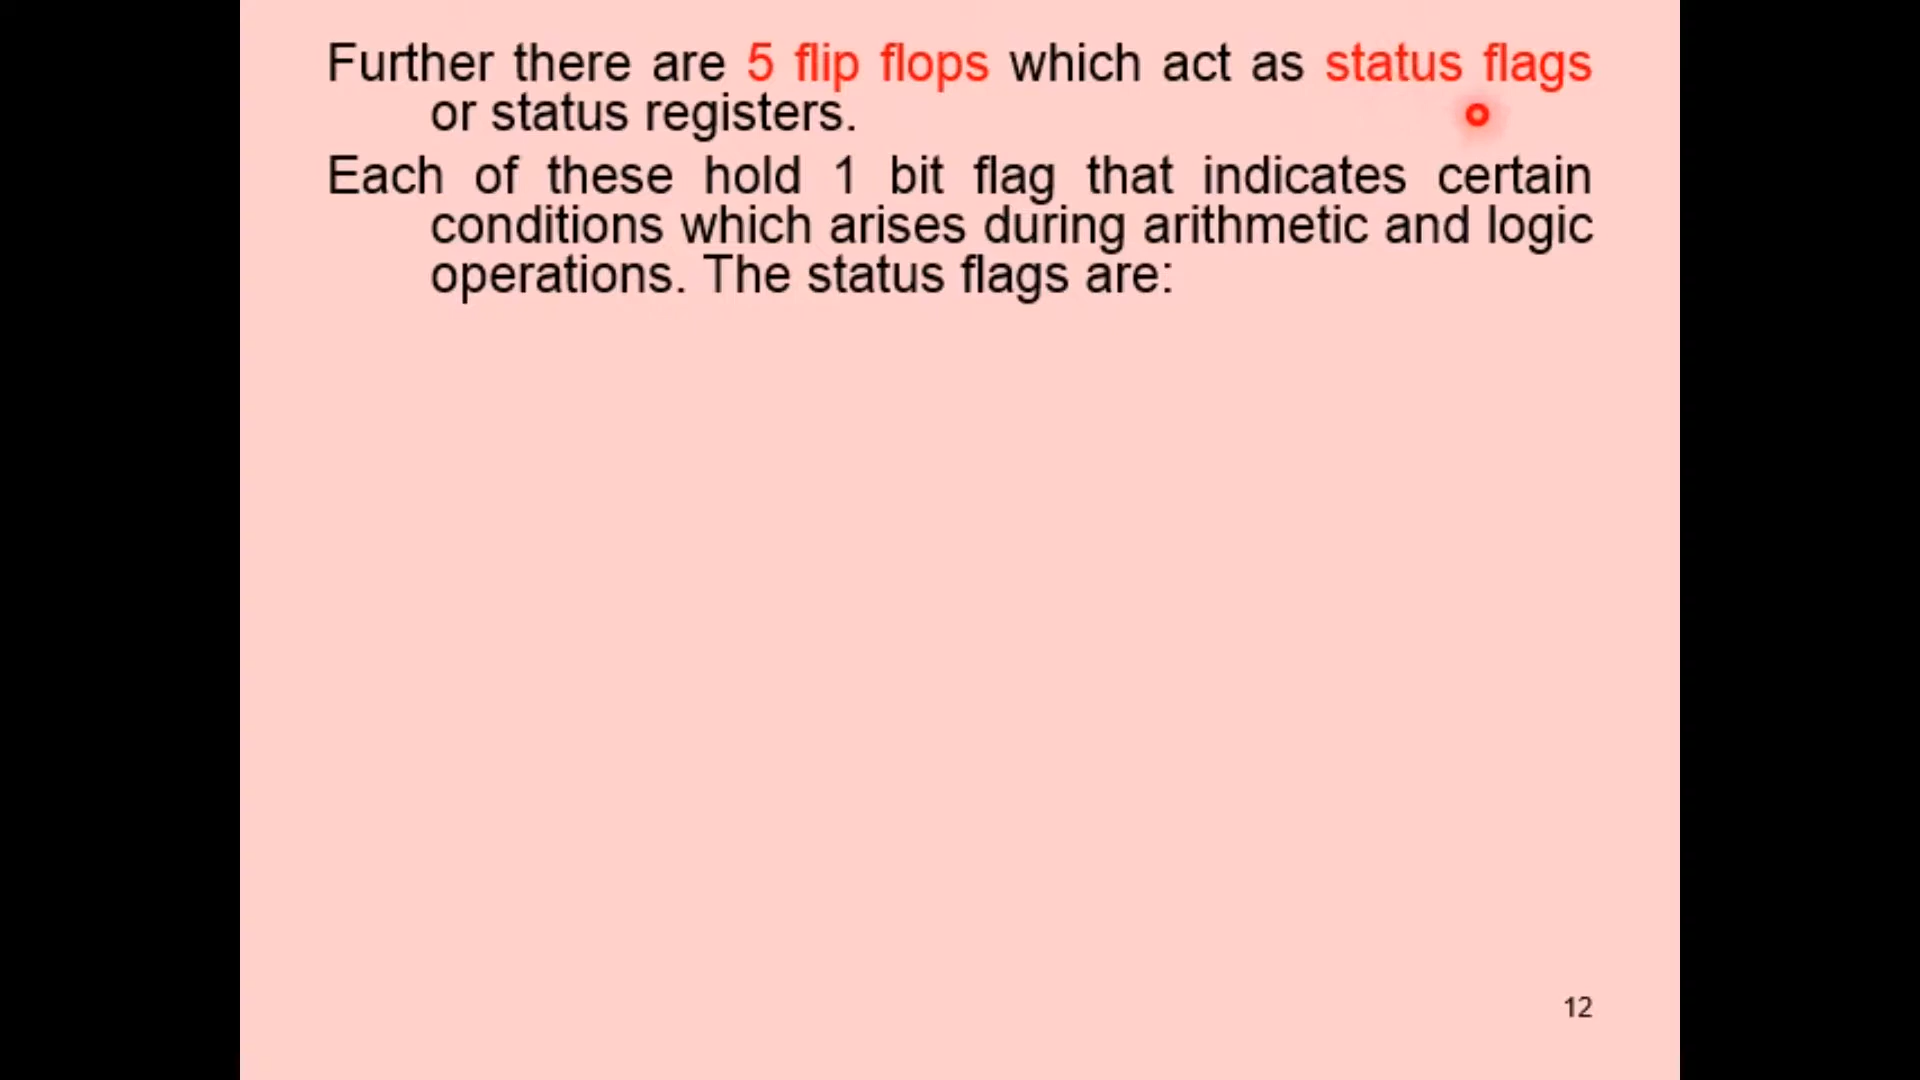 Further there are 5 flip flops which act as status flags
or status registers.
Each of these hold 1 bit flag that indicates certain
conditions which arises during arithmetic and logic
operations. The status flags are:
12